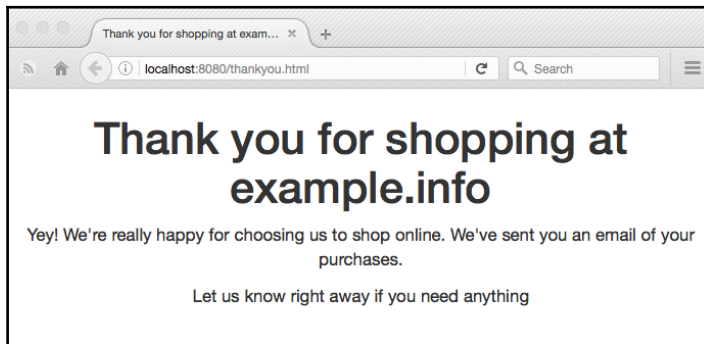 Thank you for shopping at exam...
localhost:8080/thankyou.html
Search
Thank you for shopping at
example.info
Yey! We're really happy for choosing us to shop online. We've sent you an email of your
purchases.
Let us know right away if you need anything